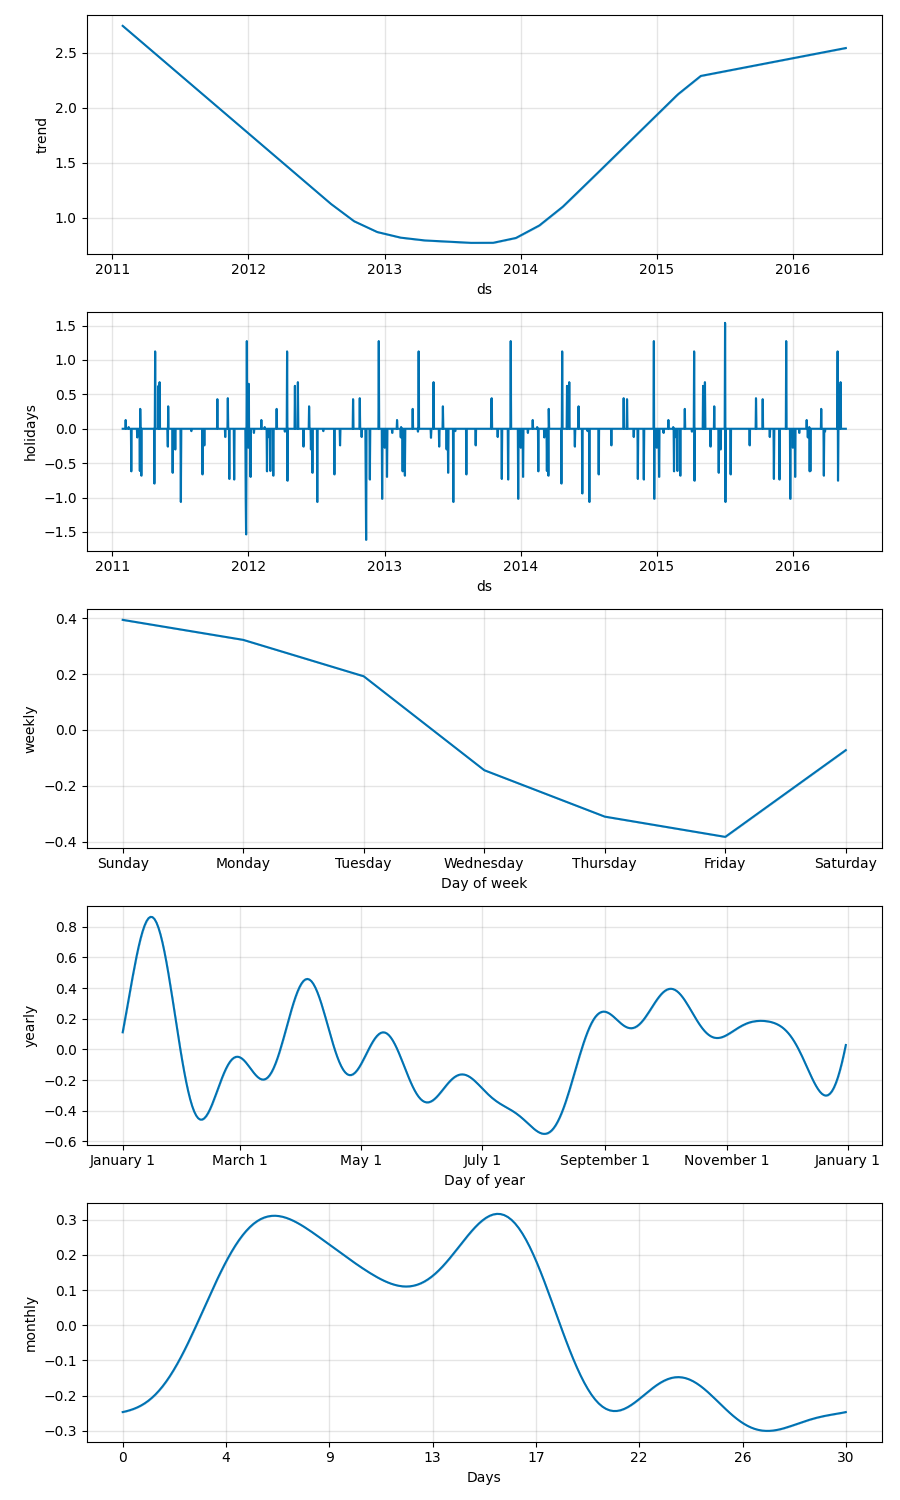 trend
2.5
2.0
1.5
1.0
2011 2012 2013 2014 2015 2016
ds
holidays
1.5
1.0
0.5
0.0
−0.5
−1.0
−1.5
2011 2012 2013 2014 2015 2016
ds
weekly
0.4
0.2
0.0
−0.2
−0.4
Sunday Monday Tuesday Wednesday Thursday Friday Saturday
Day of week
yearly
0.8
0.6
0.4
0.2
0.0
−0.2
−0.4
−0.6
January 1 March 1 May 1 July 1 September 1 November 1 January 1
Day of year
monthly
0.3
0.2
0.1
0.0
−0.1
−0.2
−0.3
0 4 9 13 17 22 26 30
Days